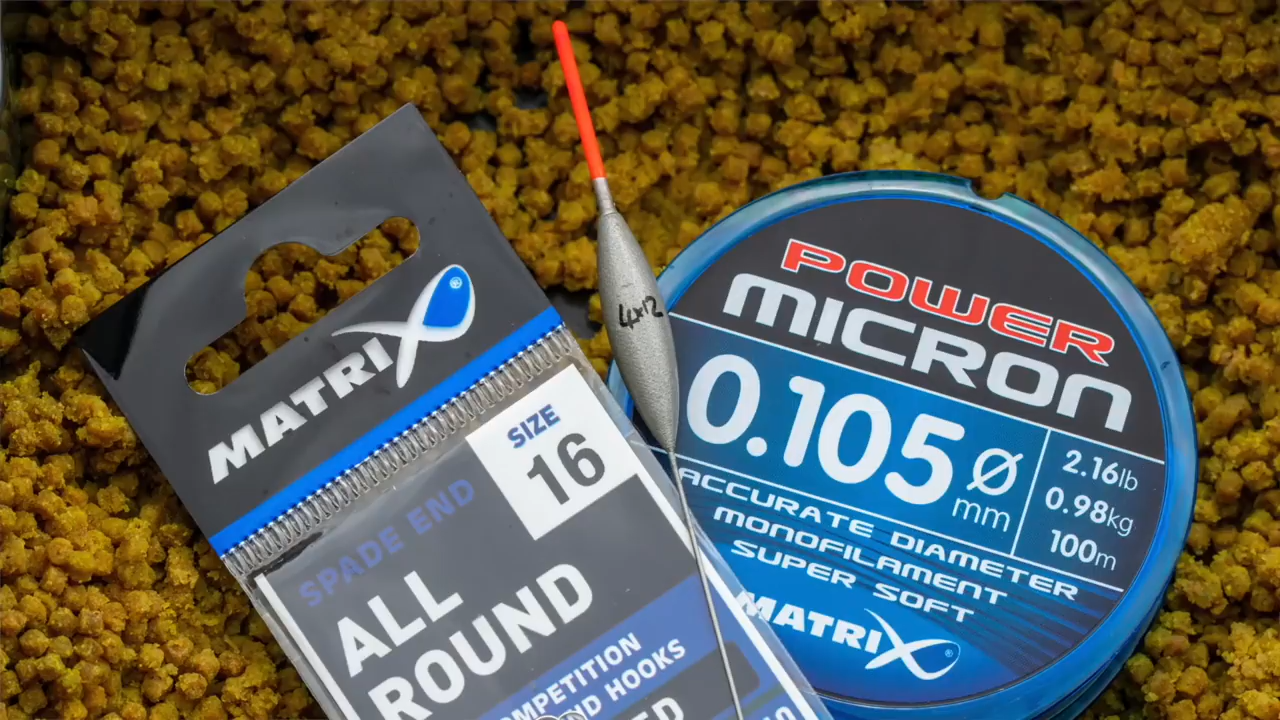 MATRIX
SIZE
16
SPADE END
ALL
ROUND
COMPETITION
HOOKS
4x12
POWER
MICRON
0.105 Ø
mm
2.16lb
0.98kg
100m
ACCURATE DIAMETER
MONOFILAMENT
SUPER SOFT
MATRIX